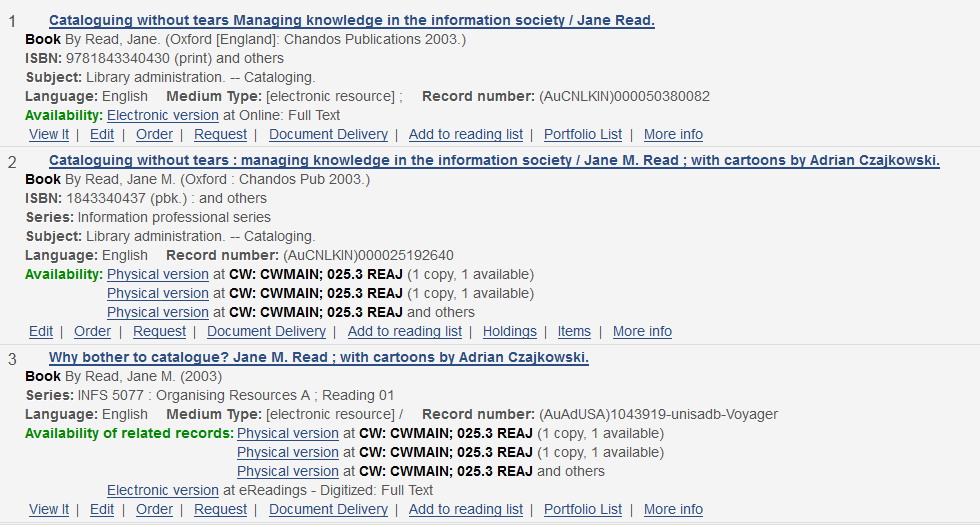 1 Cataloguing without tears Managing knowledge in the information society / Jane Read.
Book By Read, Jane. (Oxford [England]: Chandos Publications 2003.)
ISBN: 9781843340430 (print) and others
Subject: Library administration. -- Cataloging.
Language: English Medium Type: [electronic resource] ; Record number: (AuCNLKIN)000050380082
Availability: Electronic version at Online: Full Text
View It | Edit | Order | Request | Document Delivery | Add to reading list | Portfolio List | More info
2 Cataloguing without tears : managing knowledge in the information society / Jane M. Read ; with cartoons by Adrian Czajkowski.
Book By Read, Jane M. (Oxford : Chandos Pub 2003.)
ISBN: 1843340437 (pbk.) : and others
Series: Information professional series
Subject: Library administration. -- Cataloging.
Language: English Record number: (AuCNLKIN)000025192640
Availability: Physical version at CW: CWMAIN; 025.3 REAJ (1 copy, 1 available)
Physical version at CW: CWMAIN; 025.3 REAJ (1 copy, 1 available)
Physical version at CW: CWMAIN; 025.3 REAJ and others
Edit | Order | Request | Document Delivery | Add to reading list | Holdings | Items | More info
3 Why bother to catalogue? Jane M. Read ; with cartoons by Adrian Czajkowski.
Book By Read, Jane M. (2003)
Series: INFS 5077 : Organising Resources A ; Reading 01
Language: English Medium Type: [electronic resource] / Record number: (AuAdUSA)1043919-unisadb-Voyager
Availability of related records: Physical version at CW: CWMAIN; 025.3 REAJ (1 copy, 1 available)
Physical version at CW: CWMAIN; 025.3 REAJ (1 copy, 1 available)
Physical version at CW: CWMAIN; 025.3 REAJ and others
Electronic version at eReadings - Digitized: Full Text
View It | Edit | Order | Request | Document Delivery | Add to reading list | Portfolio List | More info